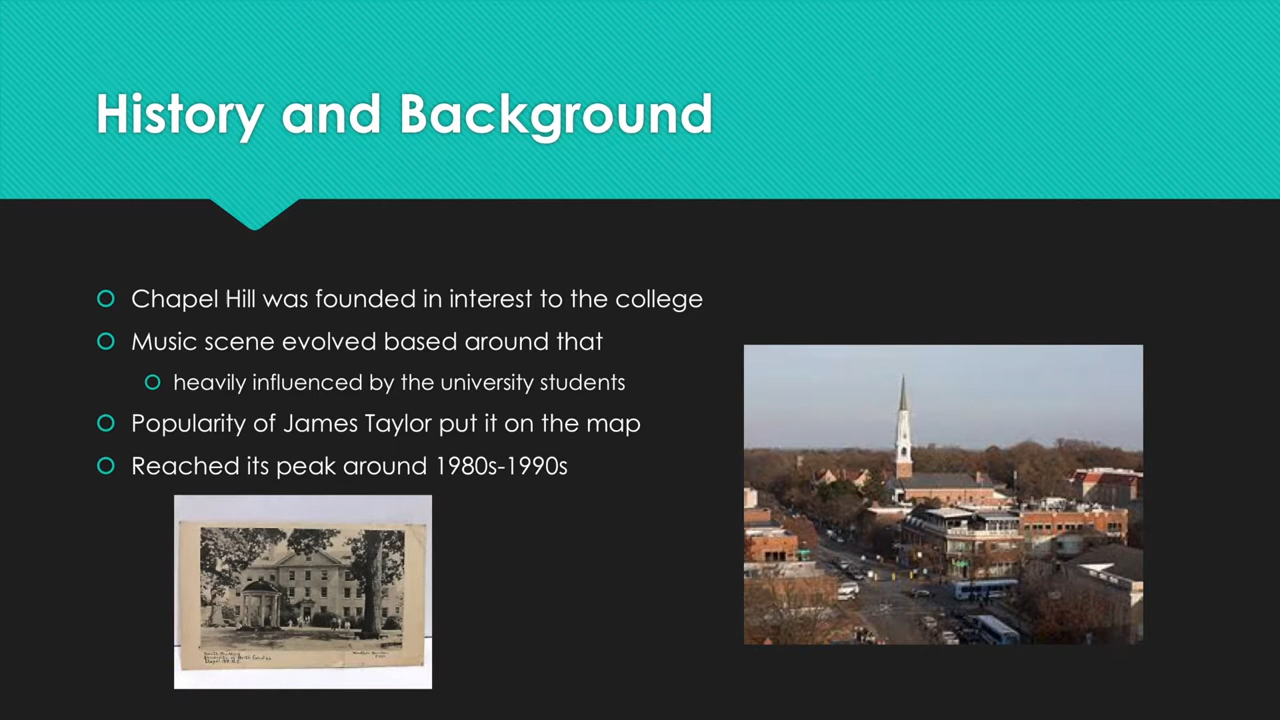 History and Background
Chapel Hill was founded in interest to the college
Music scene evolved based around that
heavily influenced by the university students
Popularity of James Taylor put it on the map
Reached its peak around 1980s-1990s